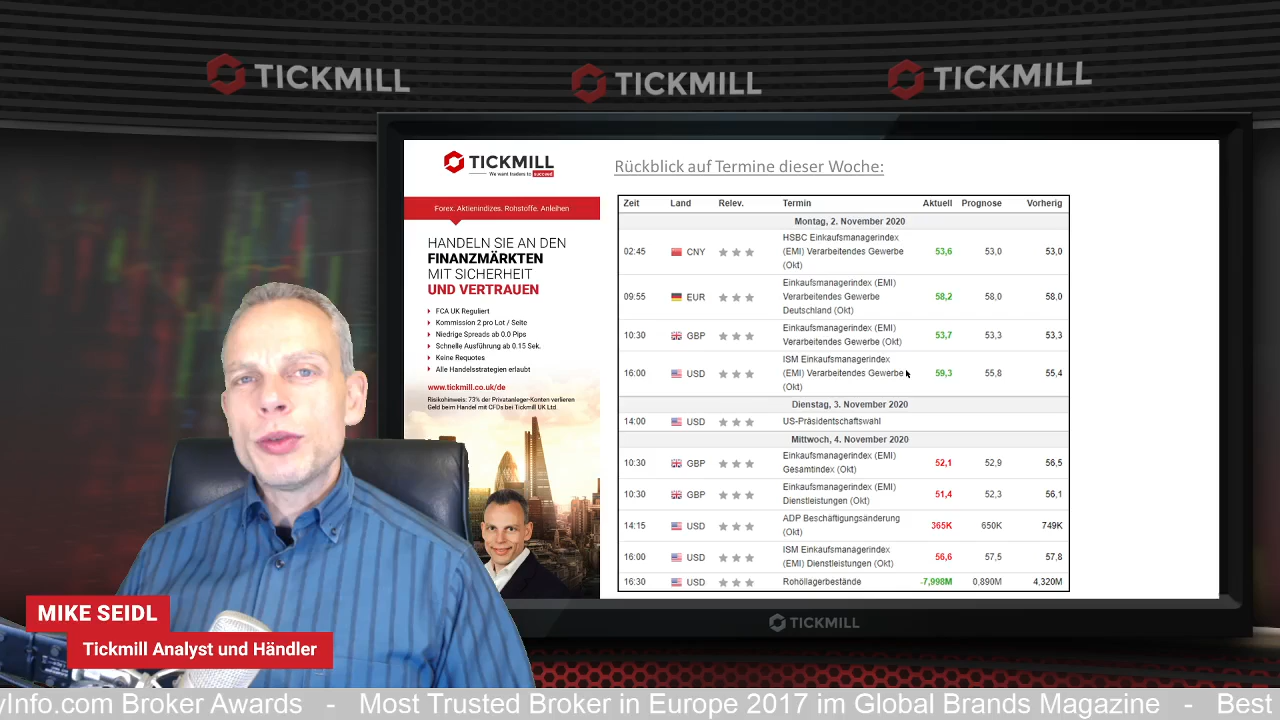 TICKMILL TICKMILL TICKMILL
TICKMILL
We want traders to succeed
Forex. Aktienindizes. Rohstoffe. Anleihen
HANDELN SIE AN DEN
FINANZMÄRKTEN
MIT SICHERHEIT
UND VERTRAUEN
FCA UK Reguliert
Kommission 2 pro Lot / Seite
Niedrige Spreads ab 0.0 Pips
Schnelle Ausführung ab 0.15 Sek.
Keine Requotes
Alle Handelsstrategien erlaubt
www.tickmill.co.uk/de
Risikohinweis: 73% der Privatanleger-Konten verlieren
Geld beim Handel mit CFDs bei Tickmill UK Ltd.
Rückblick auf Termine dieser Woche:
Zeit Land Relev. Termin Aktuell Prognose Vorherig
Montag, 2. November 2020
HSBC Einkaufsmanagerindex
02:45 CNY (EMI) Verarbeitendes Gewerbe 53,6 53,0 53,0
(Okt)
Einkaufsmanagerindex (EMI)
09:55 EUR Verarbeitendes Gewerbe 58,2 58,0 58,0
Deutschland (Okt)
Einkaufsmanagerindex (EMI)
10:30 GBP Verarbeitendes Gewerbe (Okt) 53,7 53,3 53,3
ISM Einkaufsmanagerindex
16:00 USD (EMI) Verarbeitendes Gewerbe 59,3 55,8 55,4
(Okt)
Dienstag, 3. November 2020
14:00 USD US-Präsidentschaftswahl
Mittwoch, 4. November 2020
Einkaufsmanagerindex (EMI)
10:30 GBP Gesamtindex (Okt) 52,1 52,9 56,5
Einkaufsmanagerindex (EMI)
10:30 GBP Dienstleistungen (Okt) 51,4 52,3 56,1
ADP Beschäftigungsänderung
14:15 USD (Okt) 365K 650K 749K
ISM Einkaufsmanagerindex
16:00 USD (EMI) Dienstleistungen (Okt) 56,6 57,5 57,8
16:30 USD Rohöllagerbestände -7,998M 0,890M 4,320M
TICKMILL
MIKE SEIDL
Tickmill Analyst und Händler
yInfo.com Broker Awards - Most Trusted Broker in Europe 2017 im Global Brands Magazine - Best